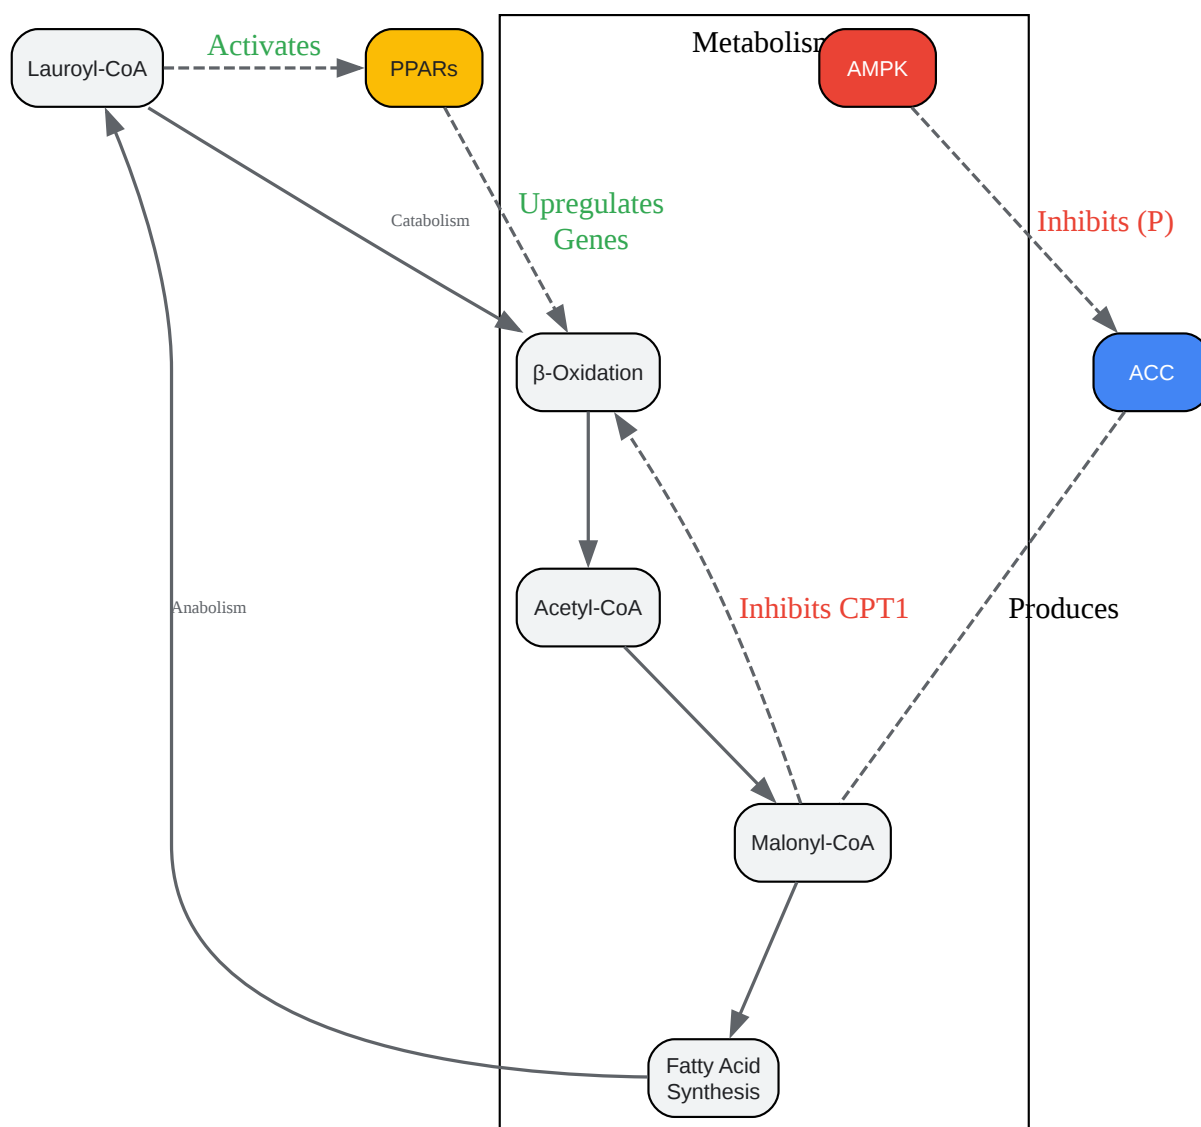 Activates
Metabolism
Lauroyl-CoA
PPARs
AMPK
Catabolism
Upregulates
Genes
Inhibits (P)
β-Oxidation
ACC
Acetyl-CoA
Anabolism
Inhibits CPT1
Produces
Malonyl-CoA
Fatty Acid
Synthesis